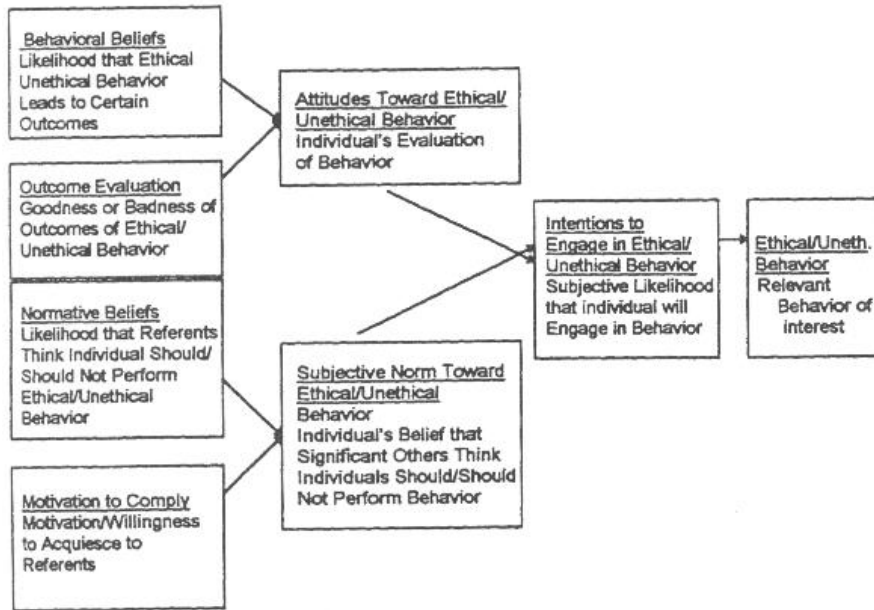 Behavioral Beliefs
Likelihood that Ethical
Unethical Behavior
Leads to Certain
Outcomes
Outcome Evaluation
Goodness or Badness of
Outcomes of Ethical/
Unethical Behavior
Normative Beliefs
Likelihood that Referents
Think Individual Should/
Should Not Perform
Ethical/Unethical
Behavior
Motivation to Comply
Motivation/Willingness
to Acquiesce to
Referents
Attitudes Toward Ethical/
Unethical Behavior
Individual's Evaluation
of Behavior
Subjective Norm Toward
Ethical/Unethical
Behavior
Individual's Belief that
Significant Others Think
Individuals Should/Should
Not Perform Behavior
Intentions to
Engage in Ethical/
Unethical Behavior
Subjective Likelihood
that individual will
Engage in Behavior
Ethical/Uneth.
Behavior
Relevant
Behavior of
interest